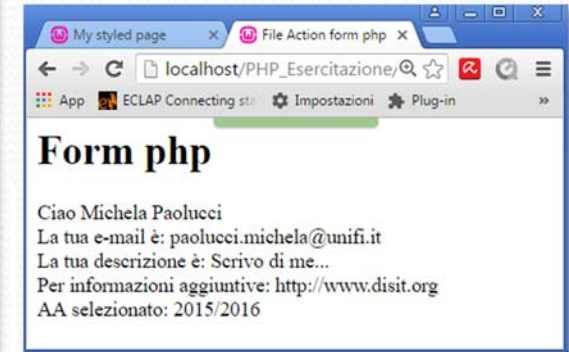 My styled page
File Action form php
localhost/PHP_Esercitazione/
App ECLAP Connecting sta Impostazioni Plug-in »
Form php
Ciao Michela Paolucci
La tua e-mail è: paolucci.michela@unifi.it
La tua descrizione è: Scrivo di me...
Per informazioni aggiuntive: http://www.disit.org
AA selezionato: 2015/2016